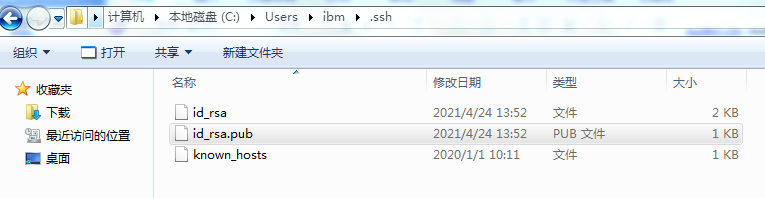 计算机 本地磁盘 (C:) Users ibm .ssh
组织 打开 共享 新建文件夹
收藏夹
下载
最近访问的位置
桌面
名称 修改日期 类型 大小
id_rsa 2021/4/24 13:52 文件 2 KB
id_rsa.pub 2021/4/24 13:52 PUB 文件 1 KB
known_hosts 2020/1/1 10:11 文件 1 KB